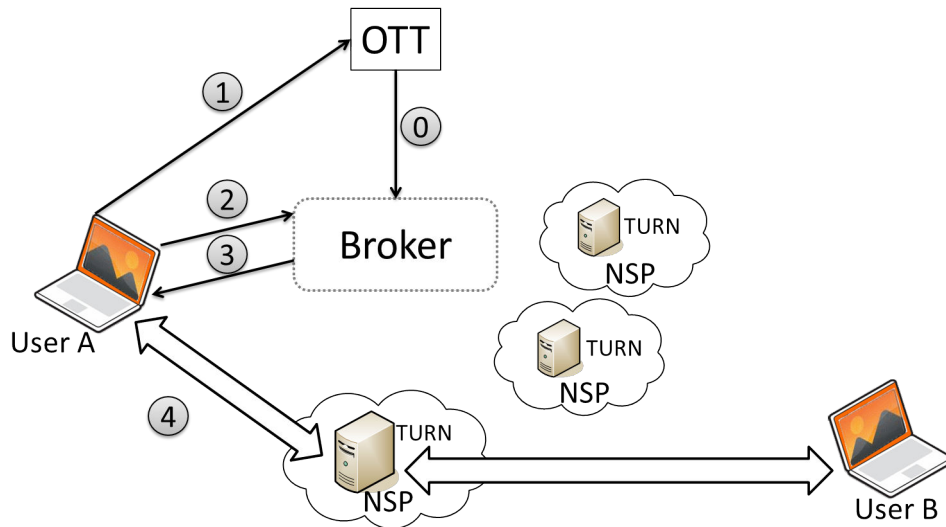 OTT
1
0
2
Broker
3
TURN
NSP
User A
TURN
NSP
4
TURN
NSP
User B